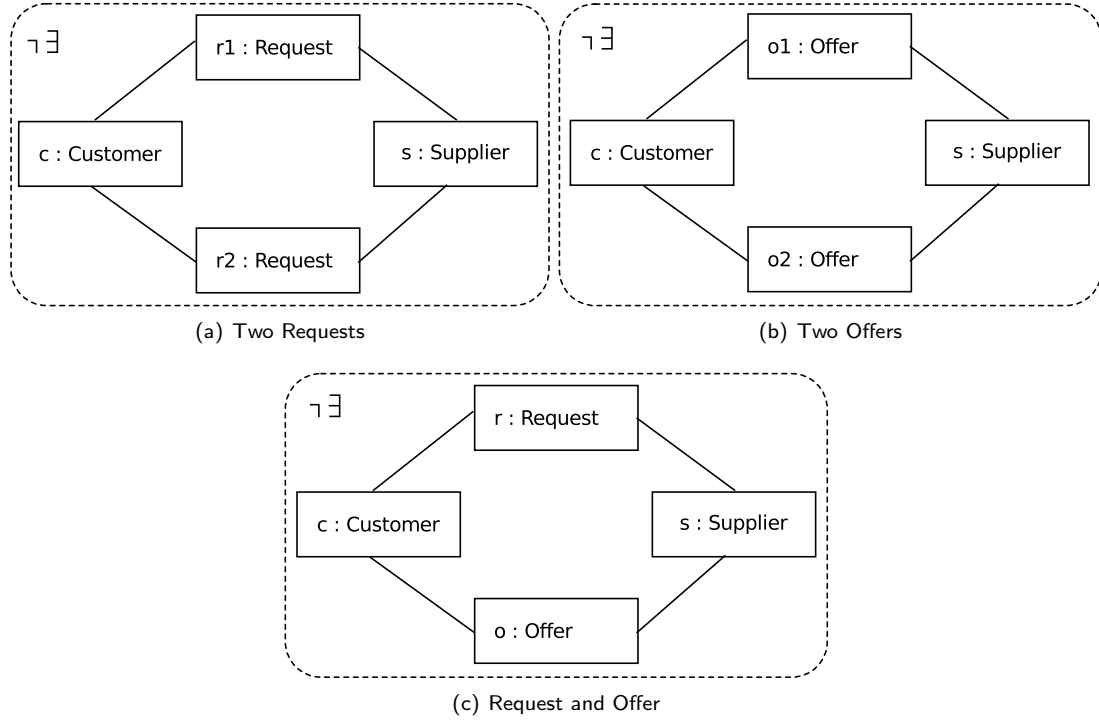 ¬∃
r1 : Request
c : Customer
s : Supplier
r2 : Request
(a) Two Requests
¬∃
o1 : Offer
c : Customer
s : Supplier
o2 : Offer
(b) Two Offers
¬∃
r : Request
c : Customer
s : Supplier
o : Offer
(c) Request and Offer